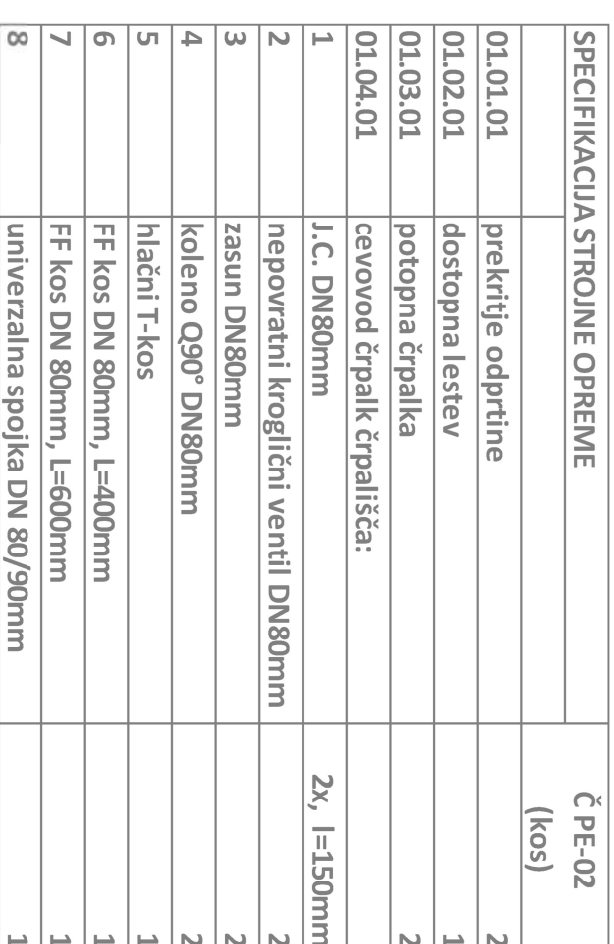 SPECIFIKACIJA STROJNE OPREME Č PE-02
(kos)
01.01.01 prekritje odprtine 2
01.02.01 dostopna lestev 1
01.03.01 potopna črpalka 2
01.04.01 cevovod črpalk črpališča:
1 J.C. DN80mm 2x, l=150mm
2 nepovratni kroglični ventil DN80mm 2
3 zasun DN80mm 2
4 koleno Q90° DN80mm 2
5 hlačni T-kos 1
6 FF kos DN 80mm, L=400mm 1
7 FF kos DN 80mm, L=600mm 1
8 univerzalna spojka DN 80/90mm 1